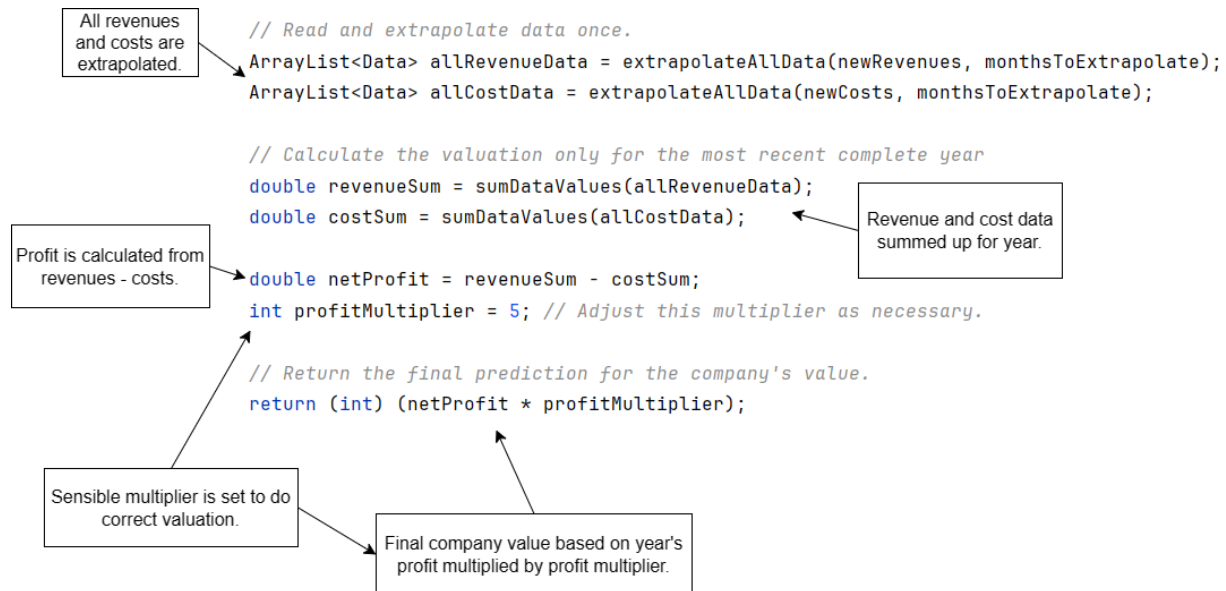 All revenues
and costs are
extrapolated.
// Read and extrapolate data once.
ArrayList<Data> allRevenueData = extrapolateAllData(newRevenues, monthsToExtrapolate);
ArrayList<Data> allCostData = extrapolateAllData(newCosts, monthsToExtrapolate);
// Calculate the valuation only for the most recent complete year
double revenueSum = sumDataValues(allRevenueData);
double costSum = sumDataValues(allCostData);
Revenue and cost data
summed up for year.
Profit is calculated from
revenues - costs.
double netProfit = revenueSum - costSum;
int profitMultiplier = 5; // Adjust this multiplier as necessary.
// Return the final prediction for the company's value.
return (int) (netProfit * profitMultiplier);
Sensible multiplier is set to do
correct valuation.
Final company value based on year's
profit multiplied by profit multiplier.